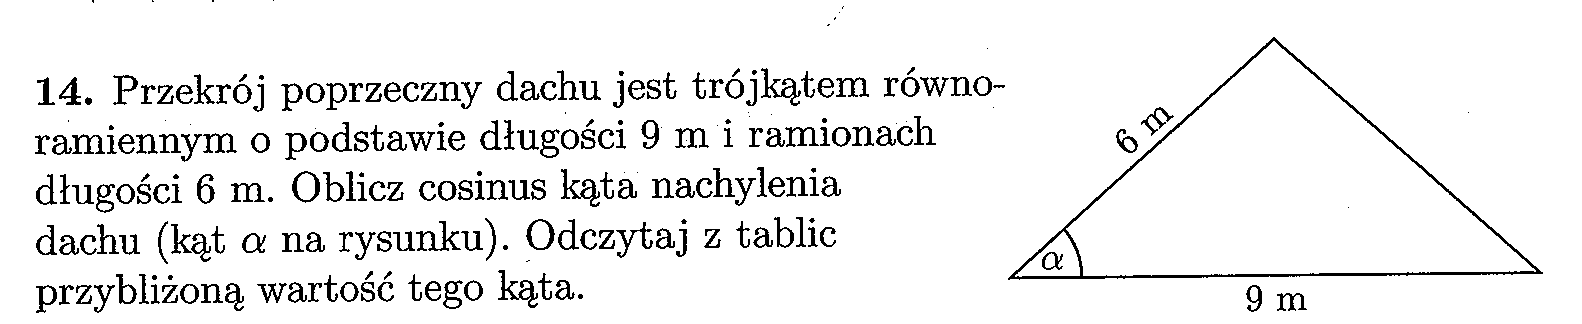 14. Przekrój poprzeczny dachu jest trójkątem równo-
ramiennym o podstawie długości 9 m i ramionach
długości 6 m. Oblicz cosinus kąta nachylenia
dachu (kąt α na rysunku). Odczytaj z tablic
przybliżoną wartość tego kąta.
6 m
α
9 m